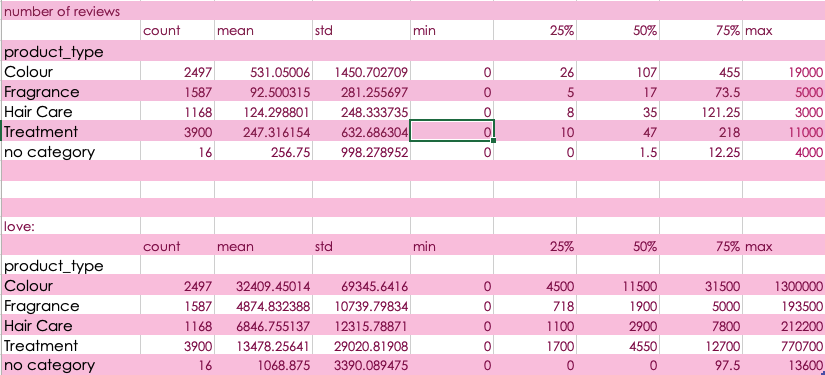 number of reviews
count mean std min 25% 50% 75% max
product_type
Colour 2497 531.05006 1450.702709 0 26 107 455 19000
Fragrance 1587 92.500315 281.255697 0 5 17 73.5 5000
Hair Care 1168 124.298801 248.333735 0 8 35 121.25 3000
Treatment 3900 247.316154 632.686304 0 10 47 218 11000
no category 16 256.75 998.278952 0 0 1.5 12.25 4000
love:
count mean std min 25% 50% 75% max
product_type
Colour 2497 32409.45014 69345.6416 0 4500 11500 31500 1300000
Fragrance 1587 4874.832388 10739.79834 0 718 1900 5000 193500
Hair Care 1168 6846.755137 12315.78871 0 1100 2900 7800 212200
Treatment 3900 13478.25641 29020.81908 0 1700 4550 12700 770700
no category 16 1068.875 3390.089475 0 0 0 97.5 13600